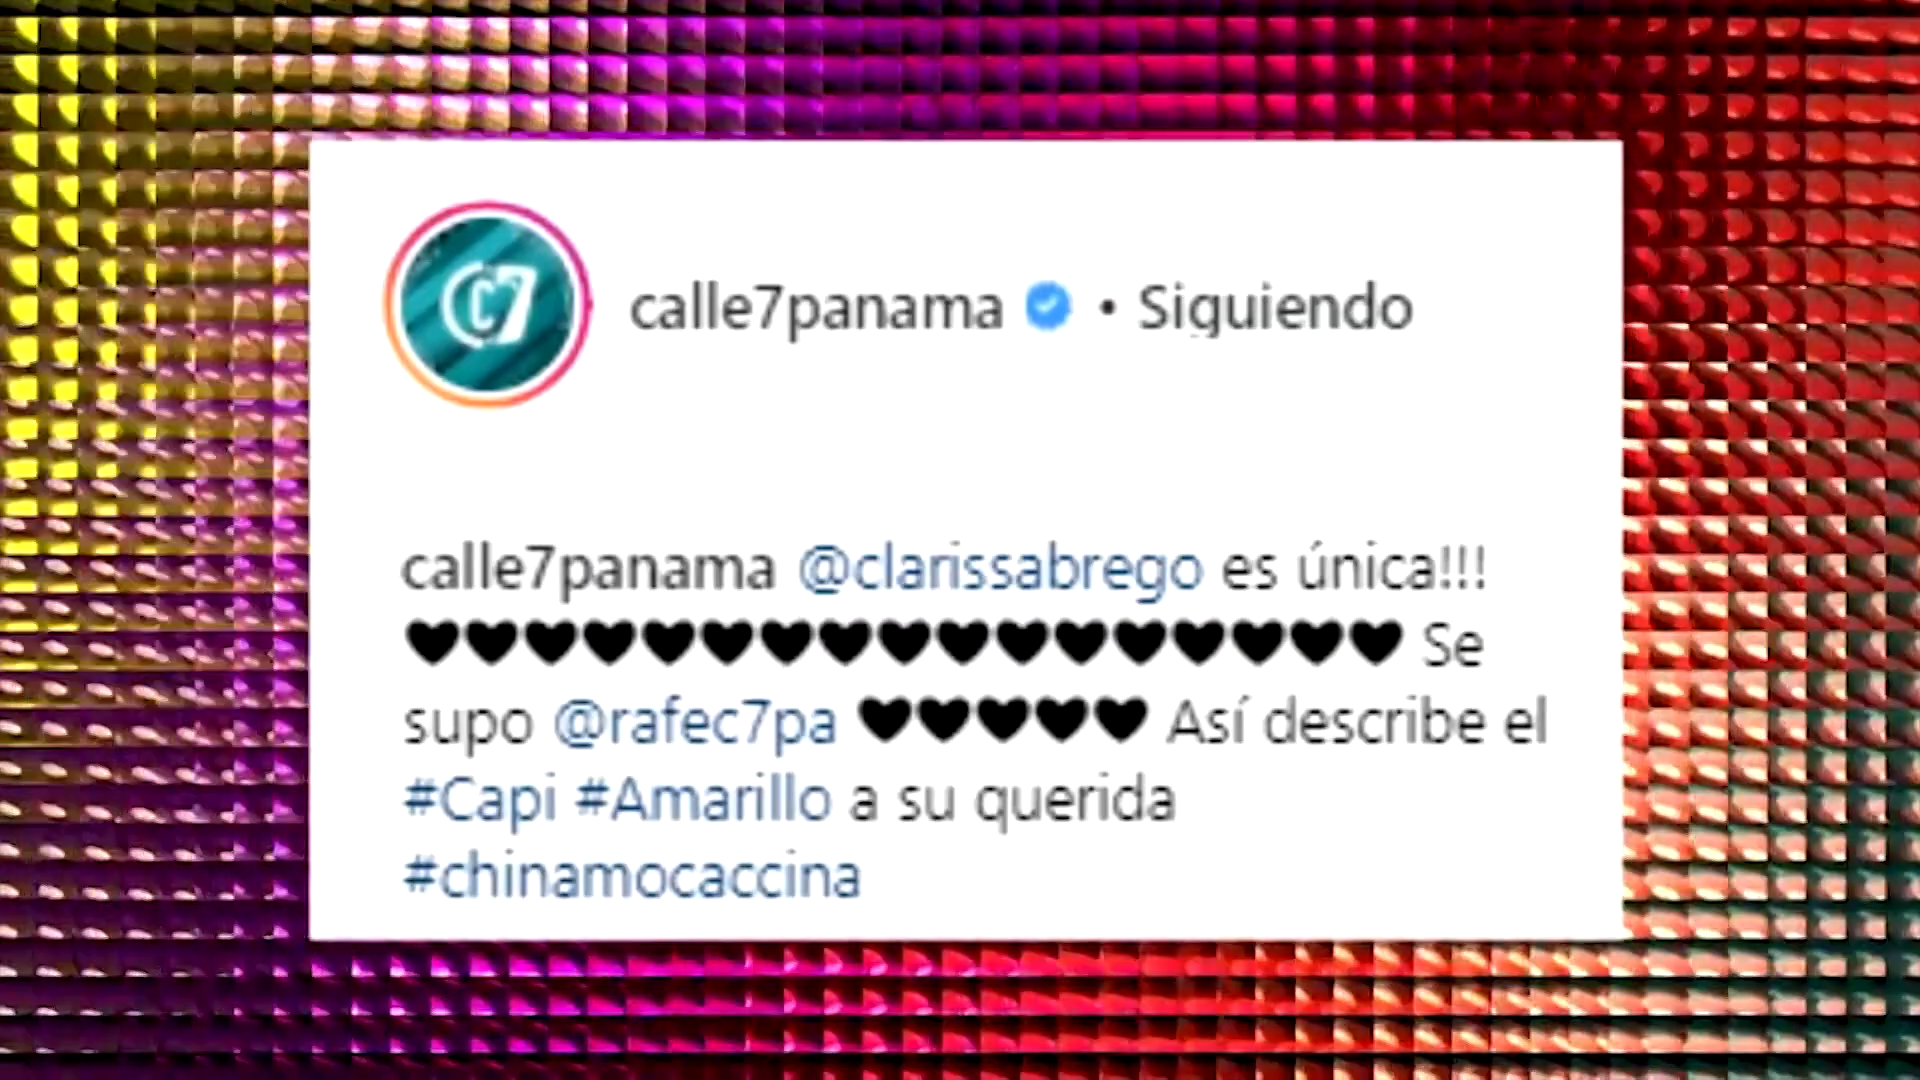 C7
calle7panama • Siguiendo
calle7panama @clarissabrego es única!!!
🖤🖤🖤🖤🖤🖤🖤🖤🖤🖤🖤🖤🖤🖤🖤🖤🖤 Se
supo @rafec7pa 🖤🖤🖤🖤🖤 Así describe el
#Capi #Amarillo a su querida
#chinamocaccina